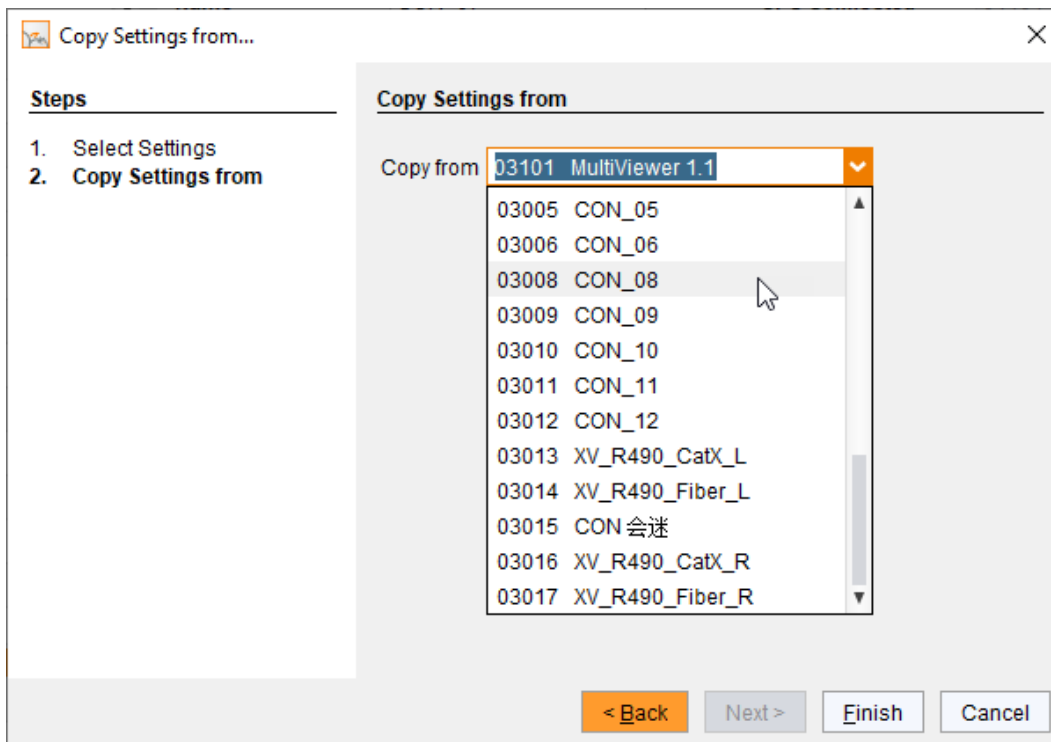 Copy Settings from...
Steps
1. Select Settings
2. Copy Settings from
Copy Settings from
Copy from 03101 MultiViewer 1.1
03005 CON_05
03006 CON_06
03008 CON_08
03009 CON_09
03010 CON_10
03011 CON_11
03012 CON_12
03013 XV_R490_CatX_L
03014 XV_R490_Fiber_L
03015 CON 会迷
03016 XV_R490_CatX_R
03017 XV_R490_Fiber_R
< Back Next > Finish Cancel